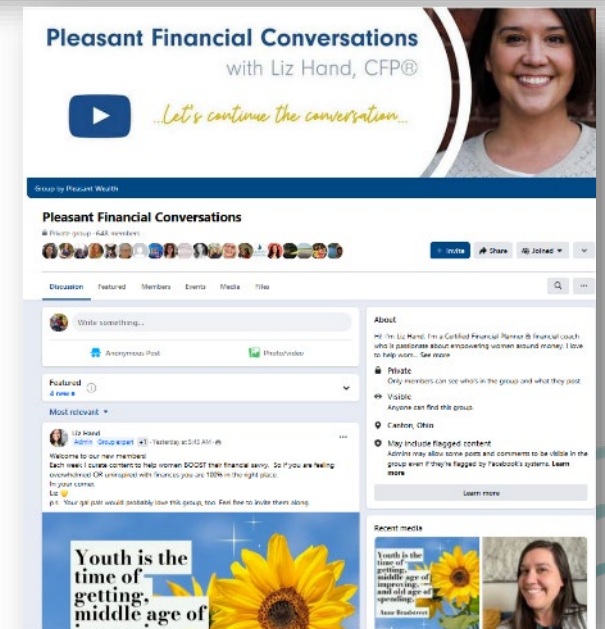 Pleasant Financial Conversations
with Liz Hand, CFP®
...Let's continue the conversation...
Group by Pleasant Wealth
Pleasant Financial Conversations
Private group · 648 members
+ Invite
Share
Joined
Discussion
Featured
Members
Events
Media
Files
Write something...
Anonymous Post
Photo/video
Featured
4 new
Most relevant
Liz Hand
Admin Group expert +1 · Yesterday at 5:45 AM
Welcome to our new members!
Each week I curate content to help women BOOST their financial savvy. So if you are feeling
overwhelmed OR uninspired with finances you are 100% in the right place.
In your corner,
Liz
p.s. Your gal pals would probably love this group, too. Feel free to invite them along.
Youth is the
time of
getting,
middle age of
About
Hi! I'm Liz Hand. I'm a Certified Financial Planner & financial coach
who is passionate about empowering women around money. I love
to help wom... See more
Private
Only members can see who's in the group and what they post.
Visible
Anyone can find this group.
Canton, Ohio
May include flagged content
Admins may allow some posts and comments to be visible in the
group even if they're flagged by Facebook's systems. Learn
more
Learn more
Recent media
Youth is the
time of
getting,
middle age of
improving,
and old age of
spending.
Anne Bradstreet